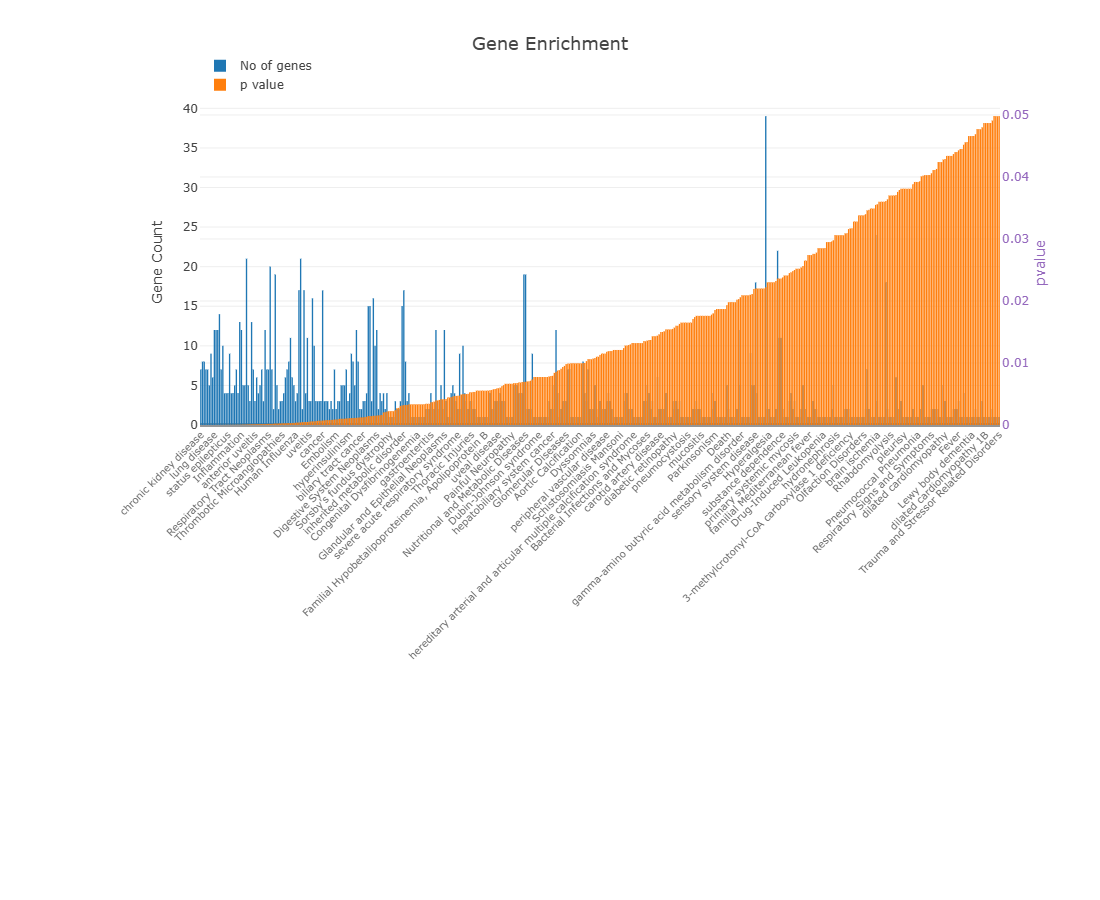 Gene Enrichment
No of genes
p value
40
35
30
25
20
15
10
5
0
Gene Count
0.05
0.04
0.03
0.02
0.01
0
pvalue
chronic kidney disease
lung disease
status epilepticus
Inflammation
anterior uveitis
Respiratory Tract Neoplasms
Thrombotic Microangiopathies
Human Influenza
uveitis
cancer
Embolism
hyperinsulinism
biliary tract cancer
Digestive System Neoplasms
Sorsby's fundus dystrophy
inherited metabolic disorder
Congenital Dysfibrinogenemia
gastroenteritis
Glandular and Epithelial Neoplasms
severe acute respiratory syndrome
Thoracic Injuries
Familial Hypobetalipoproteinemia, Apolipoprotein B
uveal disease
Painful Neuropathy
Nutritional and Metabolic Diseases
Dubin-Johnson syndrome
hepatobiliary system cancer
Glomerular Diseases
Aortic Calcification
Dyssomnias
peripheral vascular disease
Schistosomiasis Mansoni
hereditary arterial and articular multiple calcification syndrome
Bacterial Infections and Mycoses
carotid artery disease
diabetic retinopathy
pneumocystosis
mucositis
Parkinsonism
Death
gamma-amino butyric acid metabolism disorder
sensory system disease
Hyperalgesia
substance dependence
primary systemic mycosis
familial Mediterranean fever
Drug-Induced Leukopenia
hydronephrosis
3-methylcrotonyl-CoA carboxylase 1 deficiency
Olfaction Disorders
brain ischemia
Rhabdomyolysis
pleurisy
Pneumococcal Pneumonia
Respiratory Signs and Symptoms
dilated cardiomyopathy
Fever
Lewy body dementia
dilated cardiomyopathy 1B
Trauma and Stressor Related Disorders